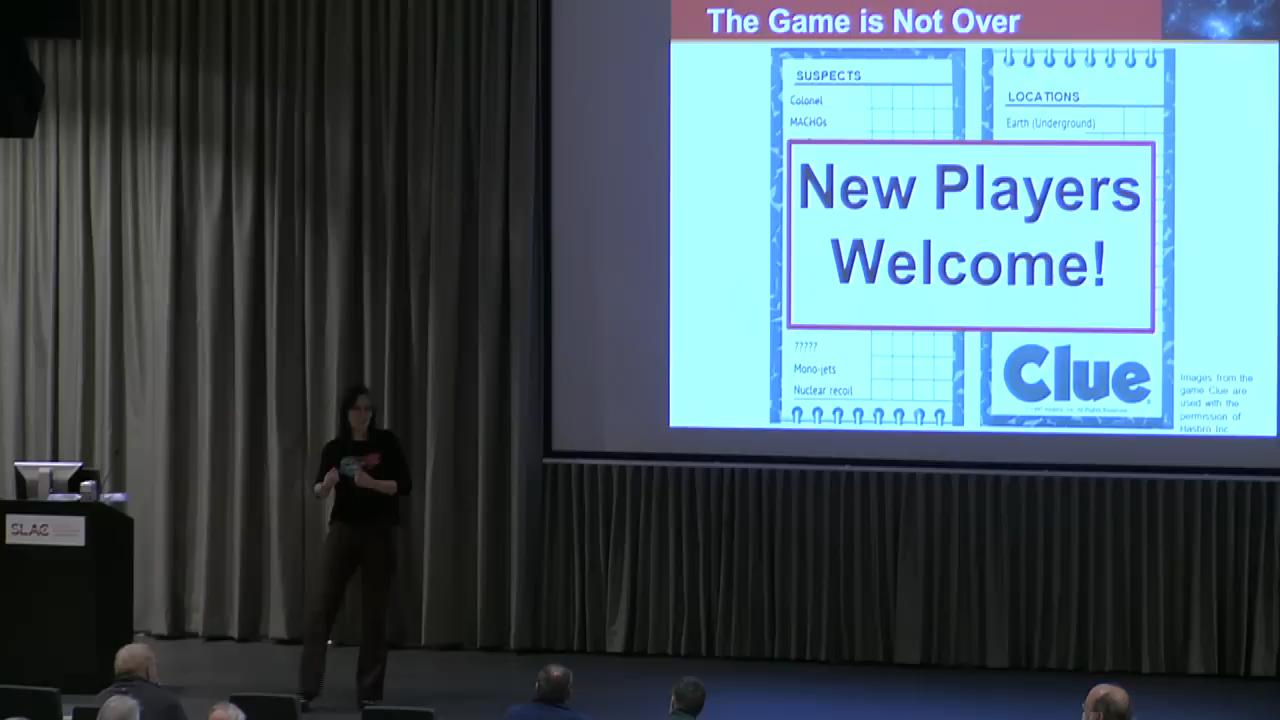 The Game is Not Over
SUSPECTS
Colonel
MACHOs
LOCATIONS
Earth (Underground)
New Players
Welcome!
?????
Mono-jets
Nuclear recoil
Clue
Images from the
game Clue are
used with the
permission of
Hasbro Inc
SLAC